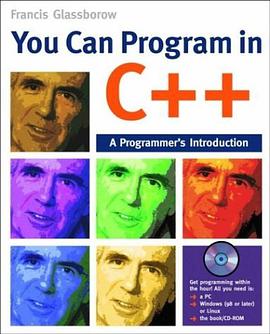 Francis Glassborow
You Can Program in
C++
A Programmer's Introduction
Get programming within
the hour! All you need is:
a PC
Windows (98 or later)
or Linux
the book/CD-ROM